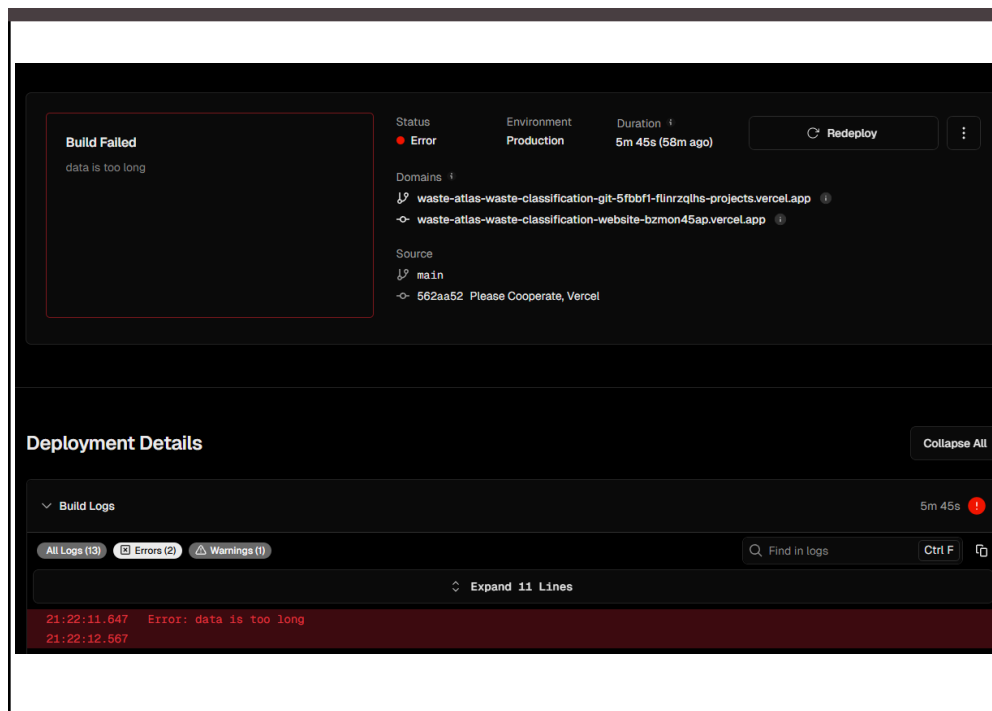 Status
Environment
Duration
Build Failed
Error
Production
5m 45s (58m ago)
Redeploy
data is too long
Domains
waste-atlas-waste-classification-git-5fbbf1-flinrzqlhs-projects.vercel.app
waste-atlas-waste-classification-website-bzmon45ap.vercel.app
Source
main
562aa52 Please Cooperate, Vercel
Deployment Details
Collapse All
Build Logs
5m 45s
All Logs (13) Errors (2) Warnings (1)
Find in logs
Ctrl F
Expand 11 Lines
21:22:11.647 Error: data is too long
21:22:12.567